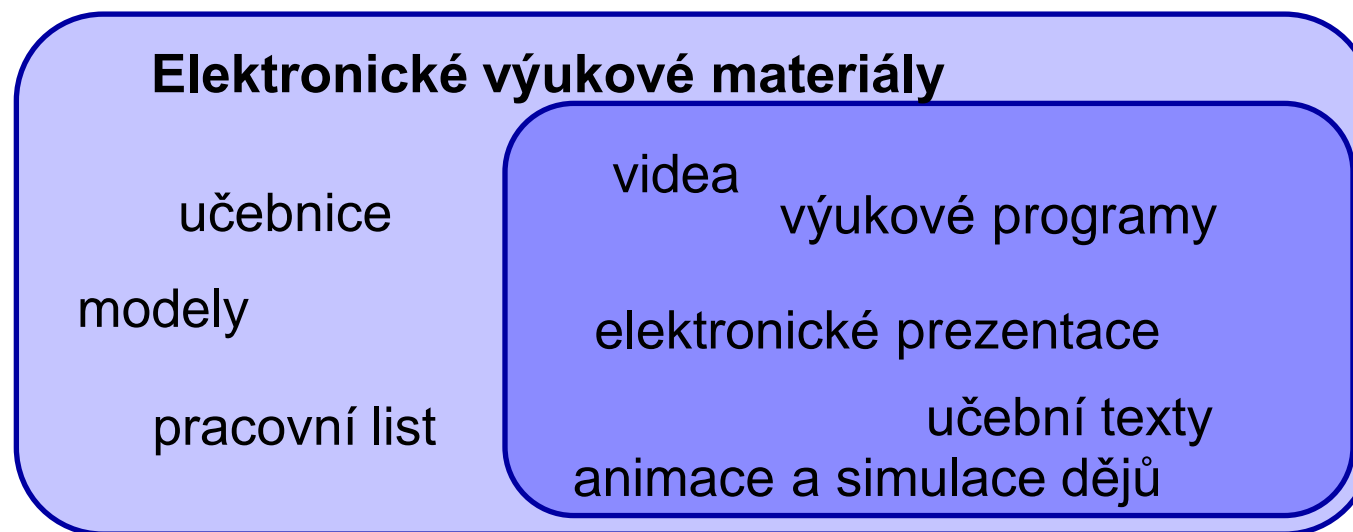 Elektronické výukové materiály
učebnice
modely
pracovní list
videa
výukové programy
elektronické prezentace
učební texty
animace a simulace dějů